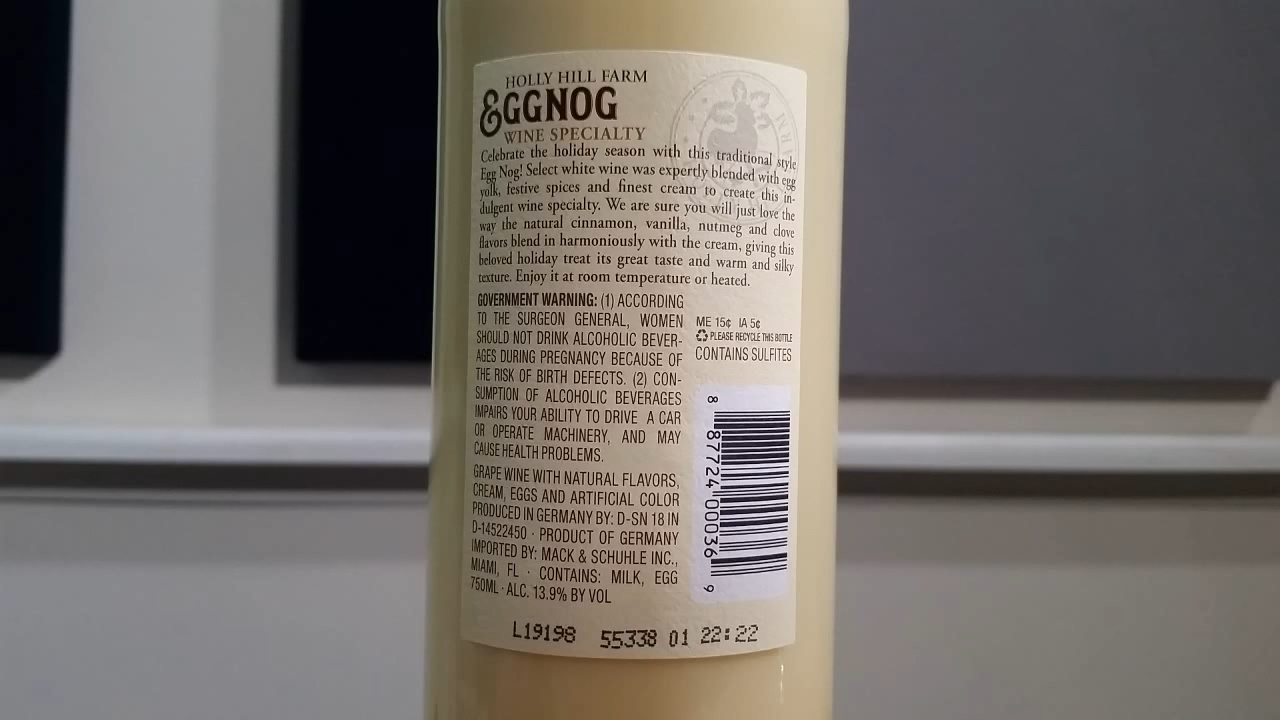 HOLLY HILL FARM
EGGNOG
WINE SPECIALTY
Celebrate the holiday season with this traditional style
Egg Nog! Select white wine was expertly blended with egg
yolk, festive spices and finest cream to create this in-
dulgent wine specialty. We are sure you will just love the
way the natural cinnamon, vanilla, nutmeg and clove
flavors blend in harmoniously with the cream, giving this
beloved holiday treat its great taste and warm and silky
texture. Enjoy it at room temperature or heated.
GOVERNMENT WARNING: (1) ACCORDING
TO THE SURGEON GENERAL, WOMEN
SHOULD NOT DRINK ALCOHOLIC BEVER-
AGES DURING PREGNANCY BECAUSE OF
THE RISK OF BIRTH DEFECTS. (2) CON-
SUMPTION OF ALCOHOLIC BEVERAGES
IMPAIRS YOUR ABILITY TO DRIVE A CAR
OR OPERATE MACHINERY, AND MAY
CAUSE HEALTH PROBLEMS.
GRAPE WINE WITH NATURAL FLAVORS,
CREAM, EGGS AND ARTIFICIAL COLOR
PRODUCED IN GERMANY BY: D-SN 18 IN
D-14522450 · PRODUCT OF GERMANY
IMPORTED BY: MACK & SCHUHLE INC.,
MIAMI, FL · CONTAINS: MILK, EGG
750ML · ALC. 13.9% BY VOL
ME 15¢ IA 5¢
PLEASE RECYCLE THIS BOTTLE
CONTAINS SULFITES
8 87724 00036 9
L19198 55338 01 22:22